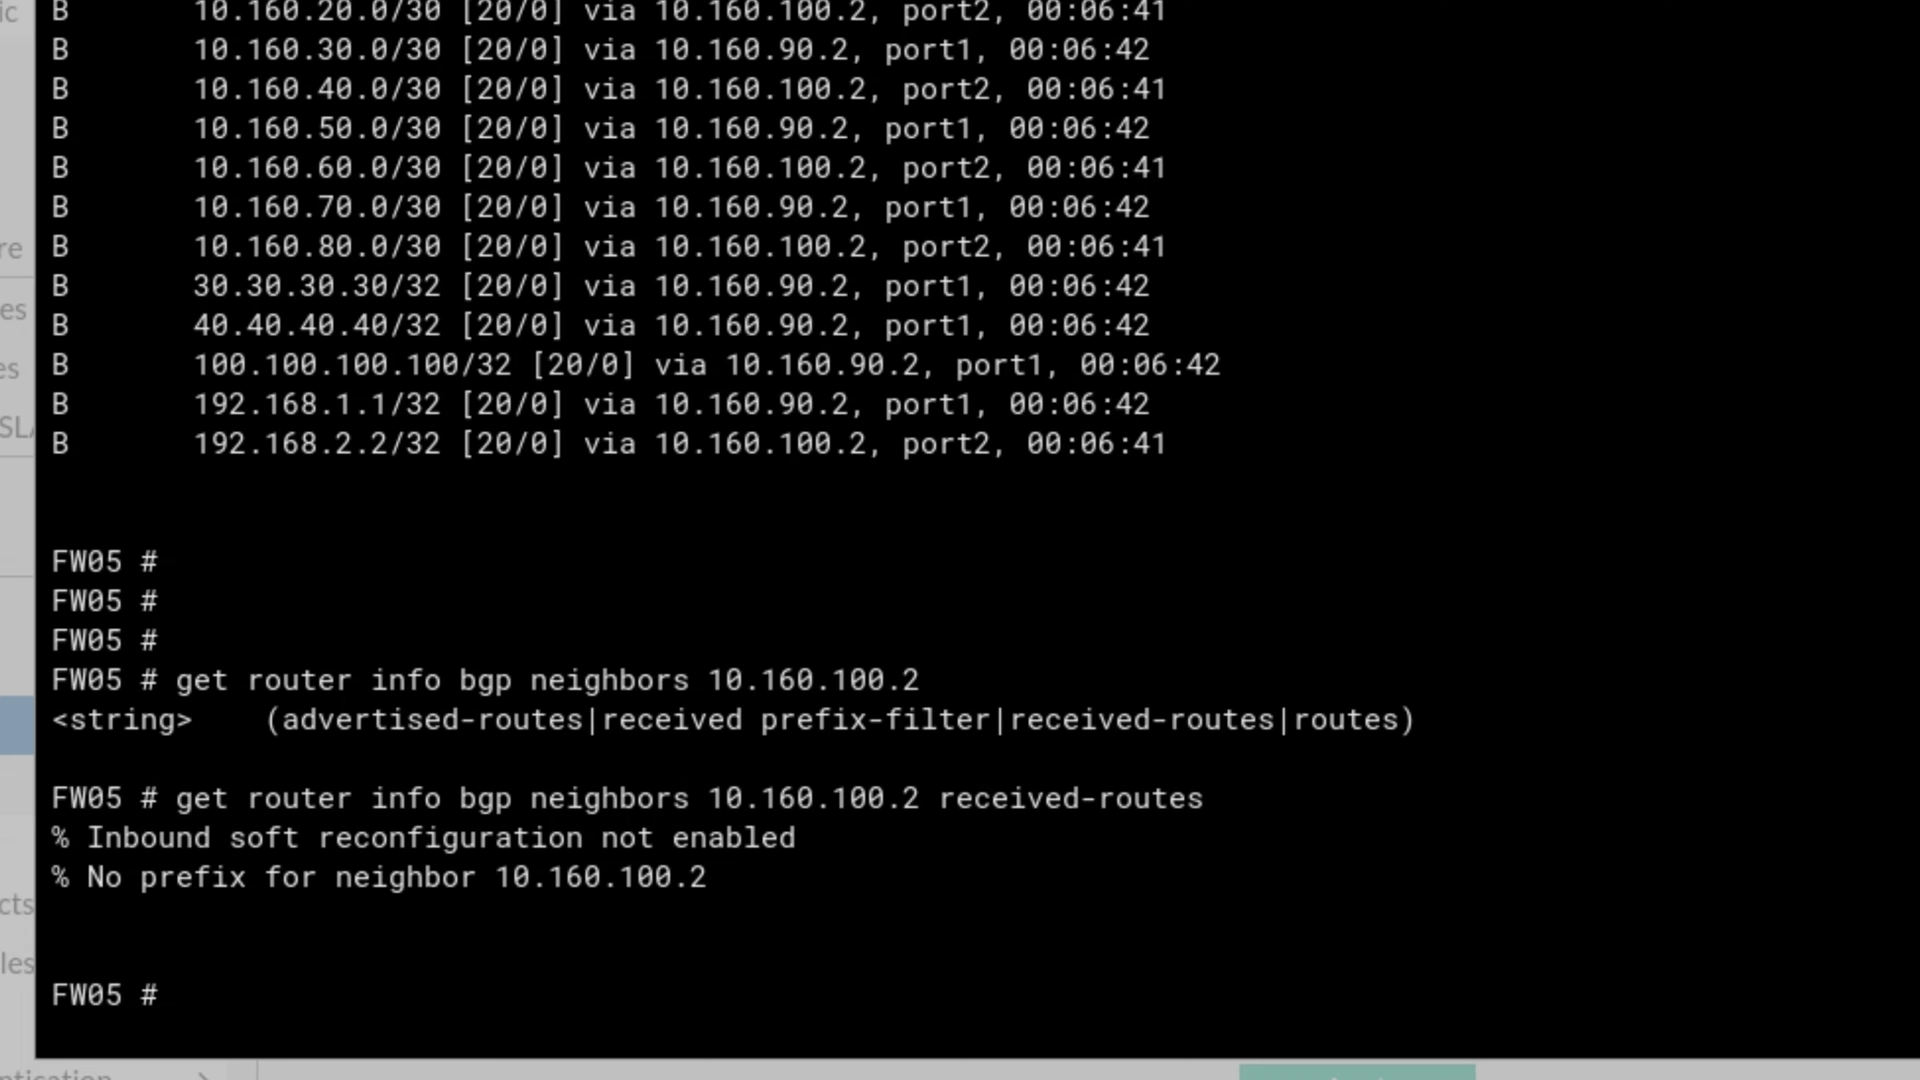 ic
B 10.160.20.0/30 [20/0] via 10.160.100.2, port2, 00:06:41
B 10.160.30.0/30 [20/0] via 10.160.90.2, port1, 00:06:42
B 10.160.40.0/30 [20/0] via 10.160.100.2, port2, 00:06:41
B 10.160.50.0/30 [20/0] via 10.160.90.2, port1, 00:06:42
B 10.160.60.0/30 [20/0] via 10.160.100.2, port2, 00:06:41
B 10.160.70.0/30 [20/0] via 10.160.90.2, port1, 00:06:42
re
B 10.160.80.0/30 [20/0] via 10.160.100.2, port2, 00:06:41
B 30.30.30.30/32 [20/0] via 10.160.90.2, port1, 00:06:42
es
B 40.40.40.40/32 [20/0] via 10.160.90.2, port1, 00:06:42
es
B 100.100.100.100/32 [20/0] via 10.160.90.2, port1, 00:06:42
B 192.168.1.1/32 [20/0] via 10.160.90.2, port1, 00:06:42
SL
B 192.168.2.2/32 [20/0] via 10.160.100.2, port2, 00:06:41
FW05 #
FW05 #
FW05 #
FW05 # get router info bgp neighbors 10.160.100.2
<string> (advertised-routes|received prefix-filter|received-routes|routes)
FW05 # get router info bgp neighbors 10.160.100.2 received-routes
% Inbound soft reconfiguration not enabled
% No prefix for neighbor 10.160.100.2
cts
les
FW05 #